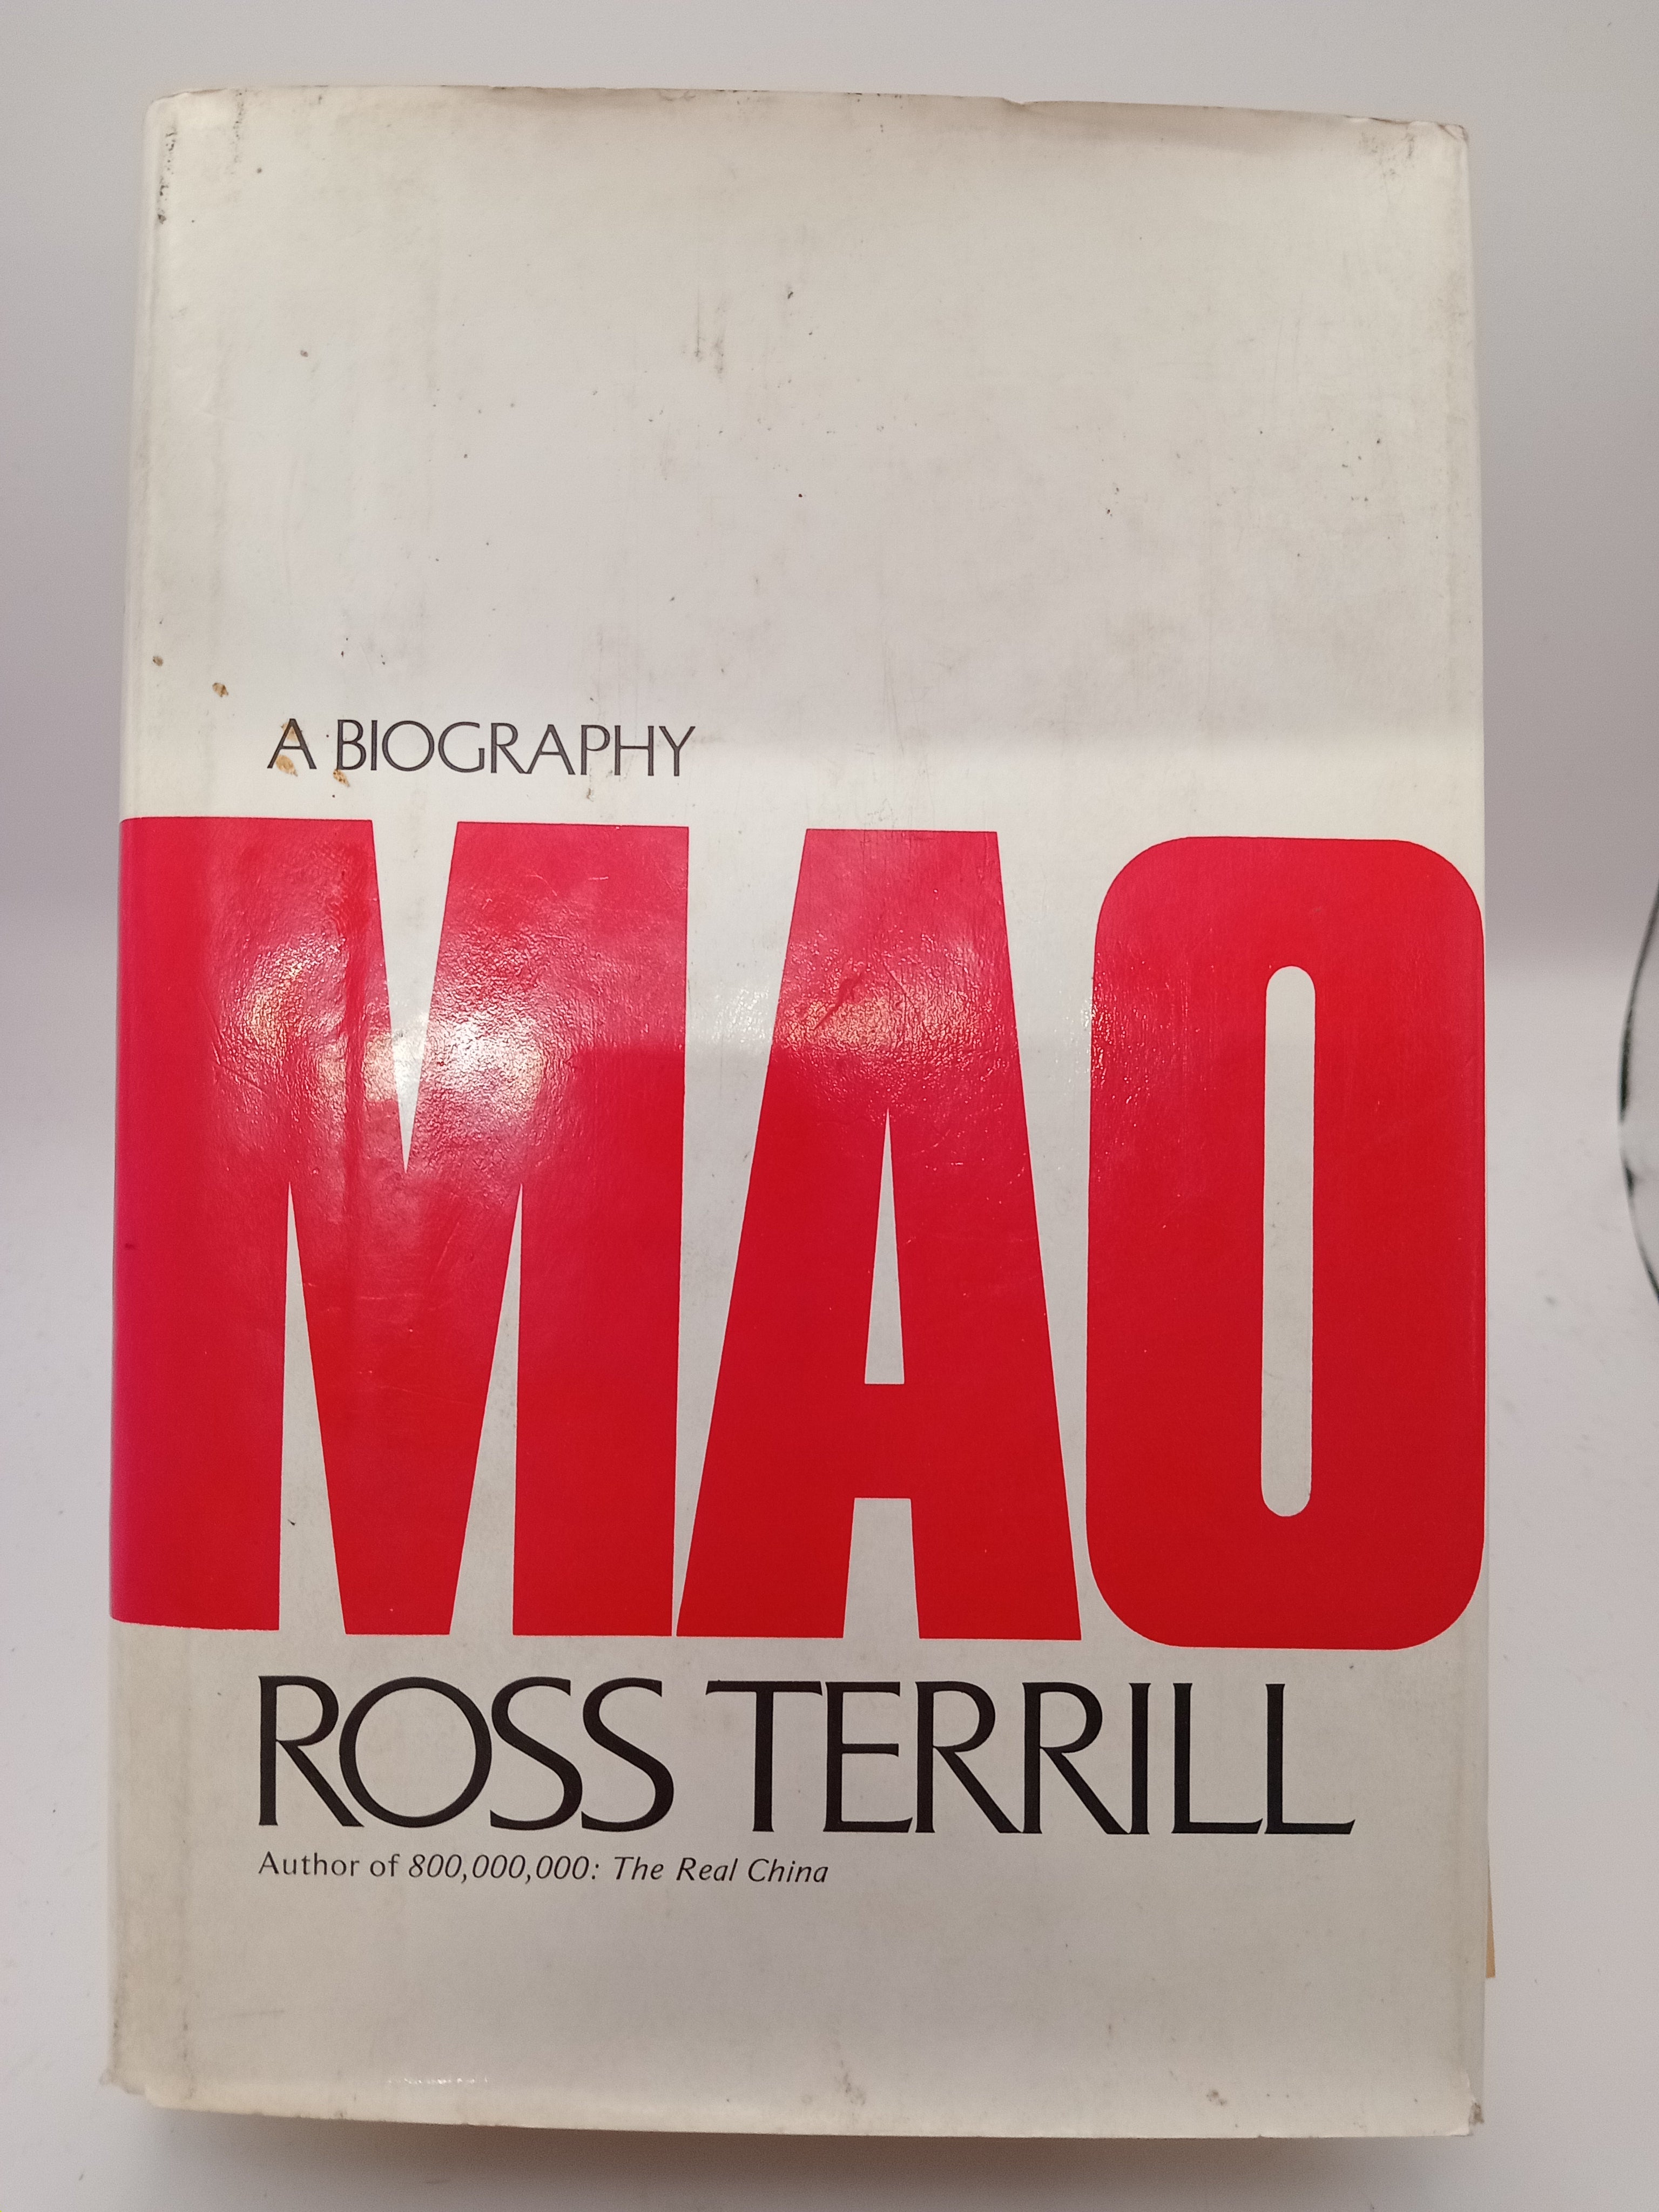 A BIOGRAPHY
MAO
ROSS TERRILL
Author of 800,000,000: The Real China